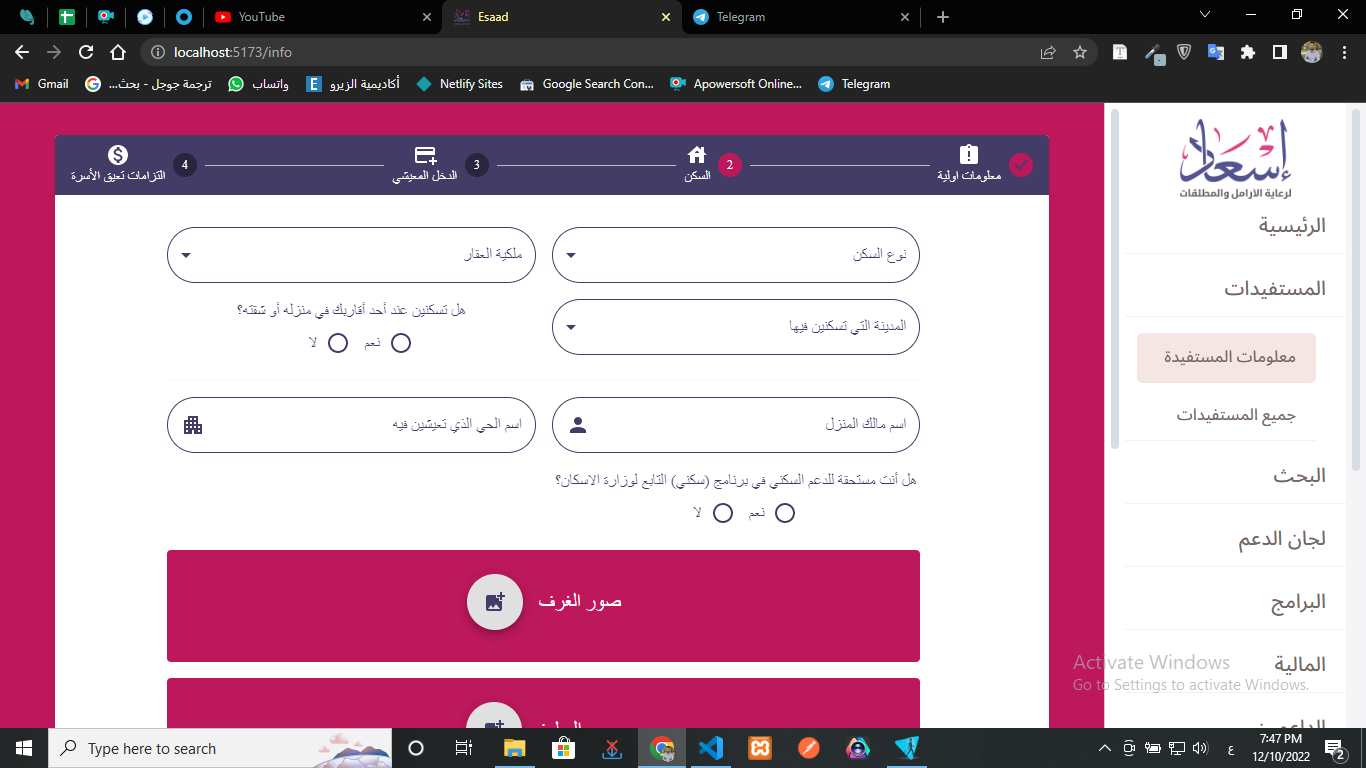 YouTube
Esaad
Telegram
localhost:5173/info
Gmail
ترجمة جوجل - بحث...
واتساب
أكاديمية الزيرو
Netlify Sites
Google Search Con...
Apowersoft Online...
Telegram
معلومات اولية
2
السكن
3
الدخل المعيشي
4
التزامات تعيق الأسرة
نوع السكن
ملكية العقار
المدينة التي تسكنين فيها
هل تسكنين عند أحد أقاربك في منزله أو شقته؟
نعم
لا
اسم مالك المنزل
اسم الحي الذي تعيشين فيه
هل أنت مستحقة للدعم السكني في برنامج (سكني) التابع لوزارة الاسكان؟
نعم
لا
صور الغرف
إسعاد
لرعاية الأرامل والمطلقات
الرئيسية
المستفيدات
معلومات المستفيدة
جميع المستفيدات
البحث
لجان الدعم
البرامج
المالية
Activate Windows
Go to Settings to activate Windows.
Type here to search
ع
7:47 PM
12/10/2022
2